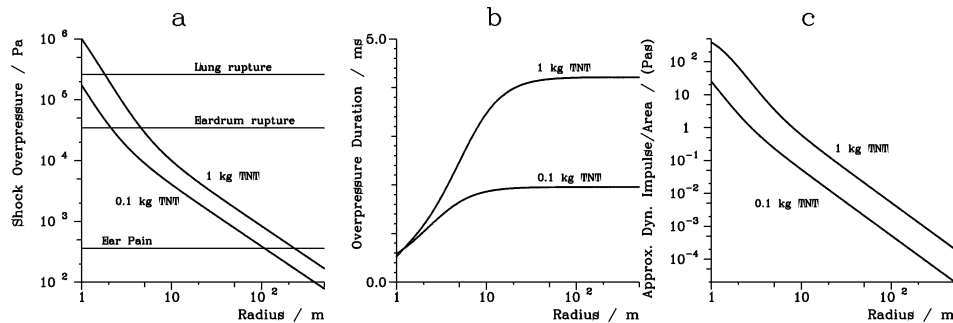 a
Shock Overpressure / Pa
10^6
10^5
10^4
10^3
10^2
Lung rupture
Eardrum rupture
1 kg TNT
0.1 kg TNT
Ear Pain
1
10
10^2
Radius / m
b
Overpressure Duration / ms
5.0
0.0
1 kg TNT
0.1 kg TNT
1
10
10^2
Radius / m
c
Approx. Dyn. Impulse/Area / (Pas)
10^2
10
1
10^-1
10^-2
10^-3
10^-4
1 kg TNT
0.1 kg TNT
1
10
10^2
Radius / m